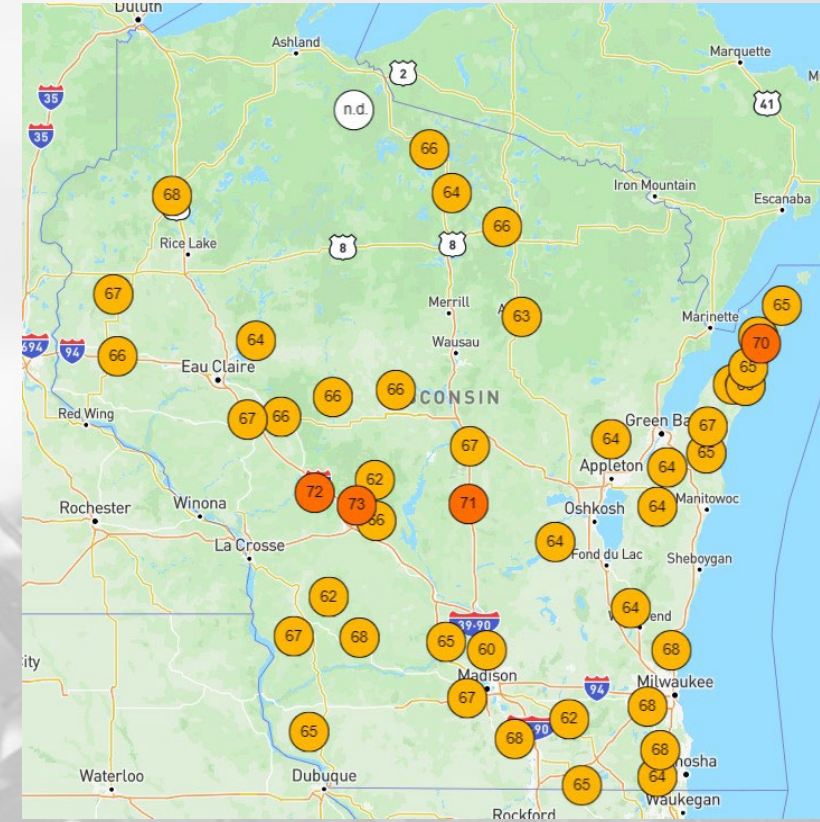 Duluth
Ashland
Marquette
2
35
41
n.d.
35
66
68
64
Iron Mountain
66
Escanaba
Rice Lake
8
8
67
65
Merrill
63
Marinette
64
70
694
94
66
Wausau
Eau Claire
65
66
66
CONSIN
Red Wing
67
66
Green Ba
67
67
64
65
Appleton
64
62
72
73
71
66
Rochester
Winona
Oshkosh
64
Manitowoc
La Crosse
64
Fond du Lac
Sheboygan
62
64
39-90
67
68
65
60
68
ity
Madison
94
Milwaukee
67
68
62
65
68
90
68
osha
Waterloo
Dubuque
65
64
Waukegan
Rockford